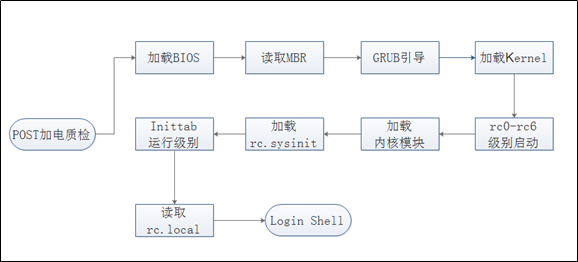 加载BIOS
读取MBR
GRUB引导
加载Kernel
POST加电质检
Inittab
运行级别
加载
rc.sysinit
加载
内核模块
rc0-rc6
级别启动
读取
rc.local
Login Shell